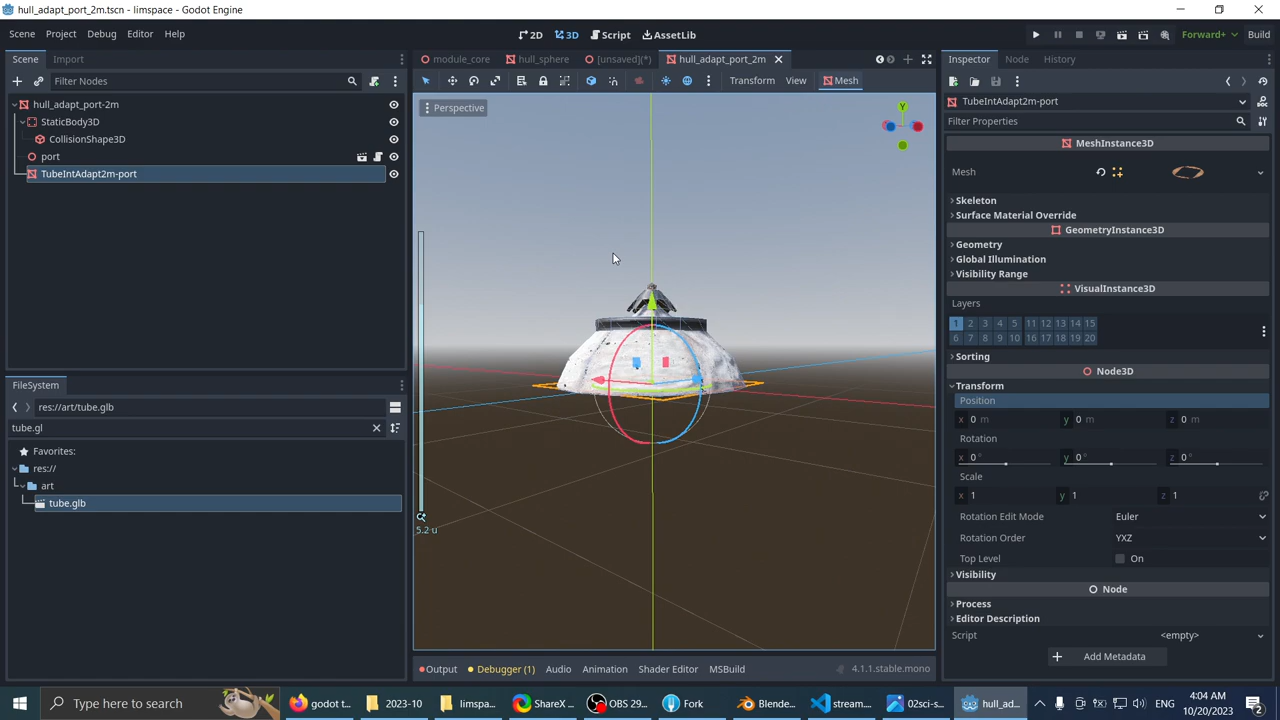 hull_adapt_port_2m.tscn - limspace - Godot Engine
Scene Project Debug Editor Help
2D 3D Script AssetLib
Forward+ Build
Scene Import
Filter Nodes
hull_adapt_port-2m
StaticBody3D
CollisionShape3D
port
TubeIntAdapt2m-port
FileSystem
res://art/tube.glb
tube.gl
Favorites:
res://
art
tube.glb
module_core hull_sphere [unsaved](*) hull_adapt_port_2m
Transform View Mesh
Perspective
Y
5.2 u
Output Debugger (1) Audio Animation Shader Editor MSBuild 4.1.1.stable.mono
Inspector Node History
TubeIntAdapt2m-port
Filter Properties
MeshInstance3D
Mesh
Skeleton
Surface Material Override
GeometryInstance3D
Geometry
Global Illumination
Visibility Range
VisualInstance3D
Layers
1 2 3 4 5 11 12 13 14 15
6 7 8 9 10 16 17 18 19 20
Sorting
Node3D
Transform
Position
x 0 m y 0 m z 0 m
Rotation
x 0 ° y 0 ° z 0 °
Scale
x 1 y 1 z 1
Rotation Edit Mode Euler
Rotation Order YXZ
Top Level On
Visibility
Node
Process
Editor Description
Script <empty>
Add Metadata
Type here to search
godot t... 2023-10 limspa... ShareX ... OBS 29... Fork Blende... stream... 02sci-s... hull_ad...
ENG
4:04 AM
10/20/2023
2